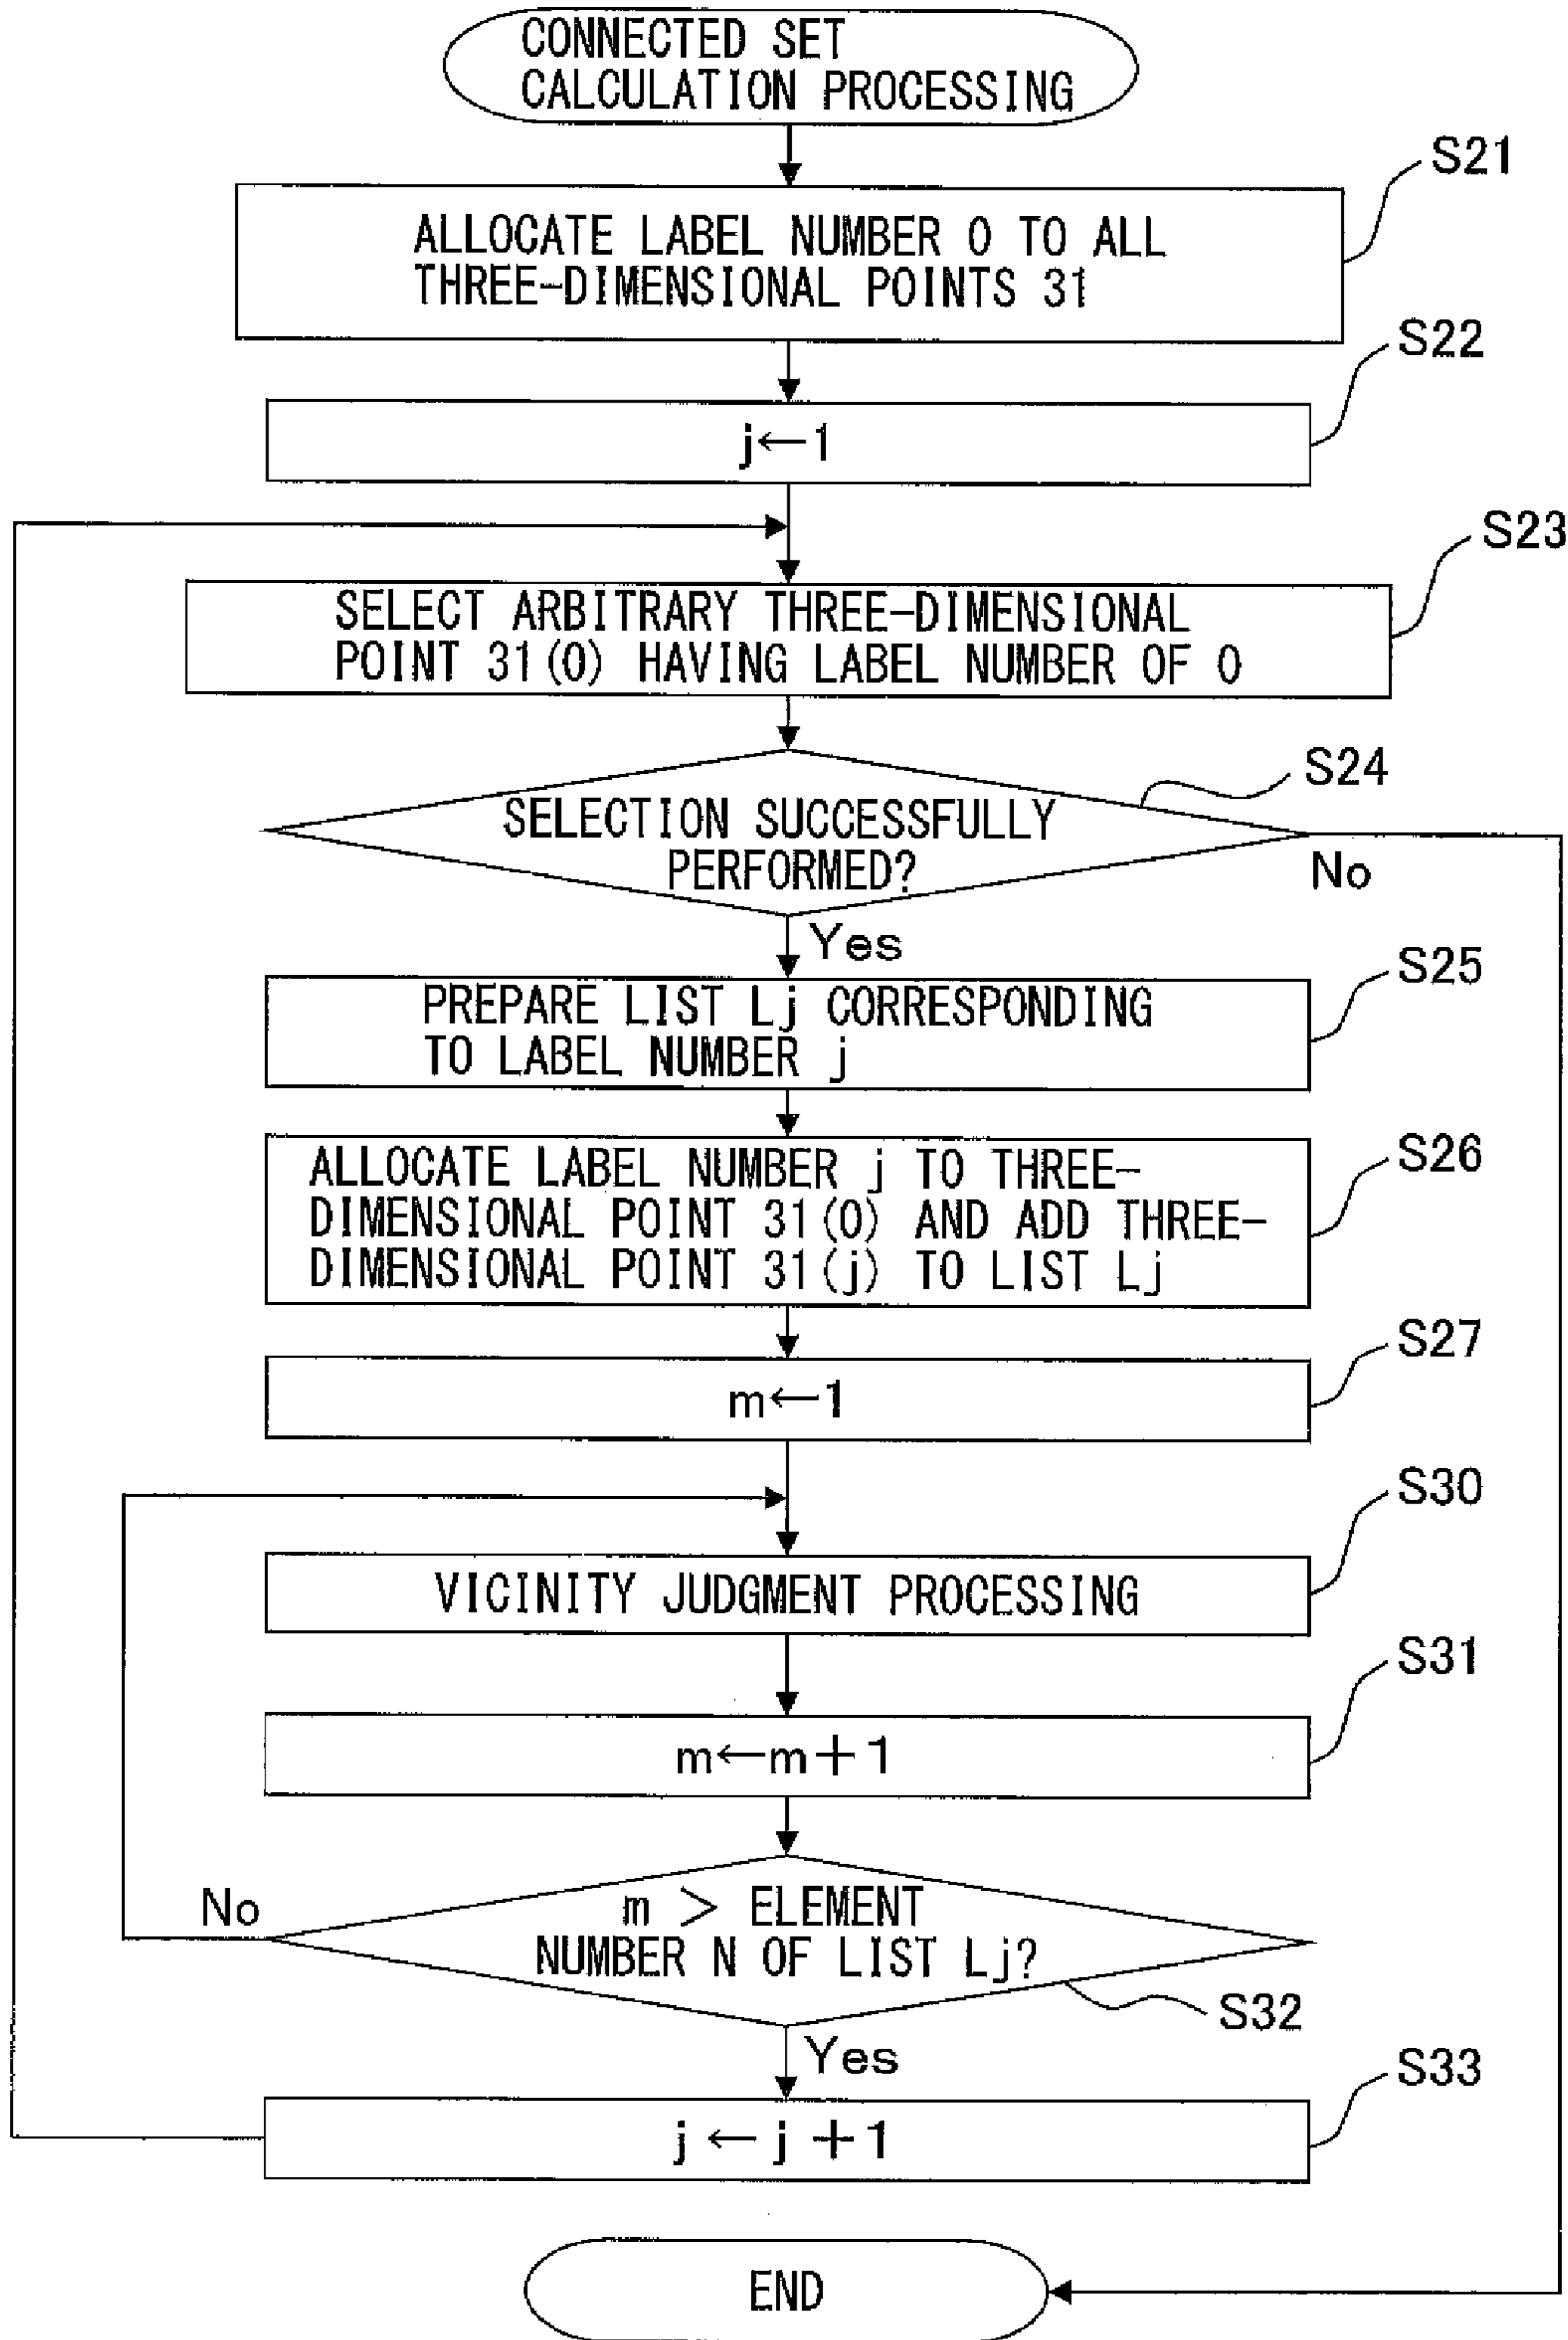 CONNECTED SET
CALCULATION PROCESSING
S21
ALLOCATE LABEL NUMBER 0 TO ALL
THREE-DIMENSIONAL POINTS 31
S22
j←1
S23
SELECT ARBITRARY THREE-DIMENSIONAL
POINT 31(0) HAVING LABEL NUMBER OF 0
S24
SELECTION SUCCESSFULLY
PERFORMED?
No
Yes
S25
PREPARE LIST Lj CORRESPONDING
TO LABEL NUMBER j
S26
ALLOCATE LABEL NUMBER j TO THREE-
DIMENSIONAL POINT 31(0) AND ADD THREE-
DIMENSIONAL POINT 31(j) TO LIST Lj
S27
m←1
S30
VICINITY JUDGMENT PROCESSING
S31
m←m+1
No
m > ELEMENT
NUMBER N OF LIST Lj?
S32
Yes
S33
j←j+1
END